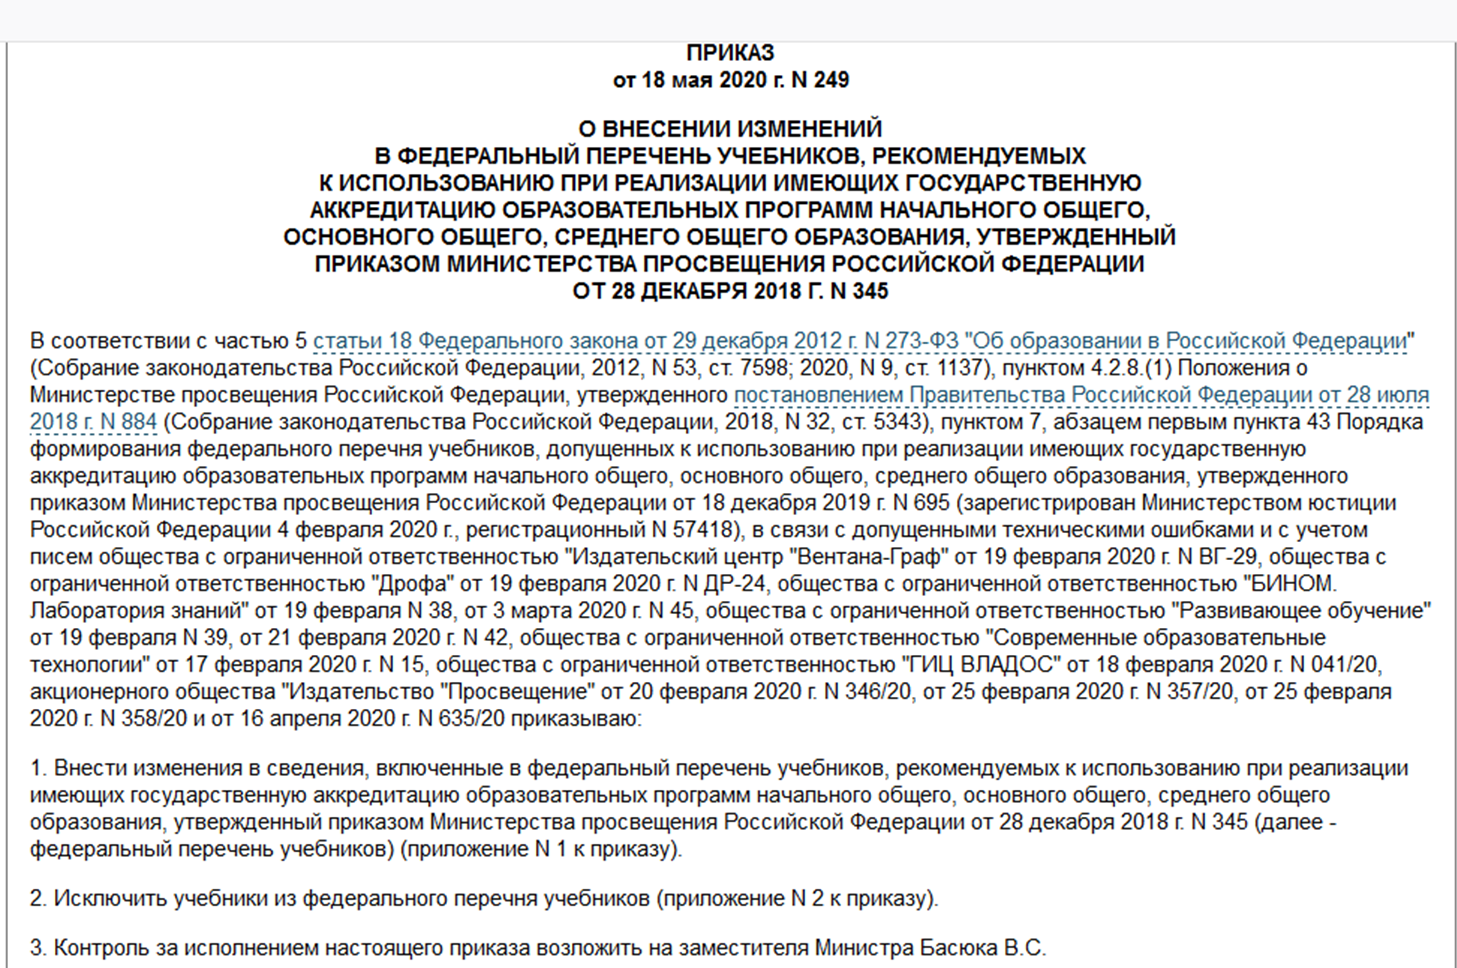 ПРИКАЗ
от 18 мая 2020 г. N 249
О ВНЕСЕНИИ ИЗМЕНЕНИЙ
В ФЕДЕРАЛЬНЫЙ ПЕРЕЧЕНЬ УЧЕБНИКОВ, РЕКОМЕНДУЕМЫХ
К ИСПОЛЬЗОВАНИЮ ПРИ РЕАЛИЗАЦИИ ИМЕЮЩИХ ГОСУДАРСТВЕННУЮ
АККРЕДИТАЦИЮ ОБРАЗОВАТЕЛЬНЫХ ПРОГРАММ НАЧАЛЬНОГО ОБЩЕГО,
ОСНОВНОГО ОБЩЕГО, СРЕДНЕГО ОБЩЕГО ОБРАЗОВАНИЯ, УТВЕРЖДЕННЫЙ
ПРИКАЗОМ МИНИСТЕРСТВА ПРОСВЕЩЕНИЯ РОССИЙСКОЙ ФЕДЕРАЦИИ
ОТ 28 ДЕКАБРЯ 2018 Г. N 345
В соответствии с частью 5 статьи 18 Федерального закона от 29 декабря 2012 г. N 273-ФЗ "Об образовании в Российской Федерации"
(Собрание законодательства Российской Федерации, 2012, N 53, ст. 7598; 2020, N 9, ст. 1137), пунктом 4.2.8.(1) Положения о
Министерстве просвещения Российской Федерации, утвержденного постановлением Правительства Российской Федерации от 28 июля
2018 г. N 884 (Собрание законодательства Российской Федерации, 2018, N 32, ст. 5343), пунктом 7, абзацем первым пункта 43 Порядка
формирования федерального перечня учебников, допущенных к использованию при реализации имеющих государственную
аккредитацию образовательных программ начального общего, основного общего, среднего общего образования, утвержденного
приказом Министерства просвещения Российской Федерации от 18 декабря 2019 г. N 695 (зарегистрирован Министерством юстиции
Российской Федерации 4 февраля 2020 г., регистрационный N 57418), в связи с допущенными техническими ошибками и с учетом
писем общества с ограниченной ответственностью "Издательский центр "Вентана-Граф" от 19 февраля 2020 г. N ВГ-29, общества с
ограниченной ответственностью "Дрофа" от 19 февраля 2020 г. N ДР-24, общества с ограниченной ответственностью "БИНОМ.
Лаборатория знаний" от 19 февраля N 38, от 3 марта 2020 г. N 45, общества с ограниченной ответственностью "Развивающее обучение"
от 19 февраля N 39, от 21 февраля 2020 г. N 42, общества с ограниченной ответственностью "Современные образовательные
технологии" от 17 февраля 2020 г. N 15, общества с ограниченной ответственностью "ГИЦ ВЛАДОС" от 18 февраля 2020 г. N 041/20,
акционерного общества "Издательство "Просвещение" от 20 февраля 2020 г. N 346/20, от 25 февраля 2020 г. N 357/20, от 25 февраля
2020 г. N 358/20 и от 16 апреля 2020 г. N 635/20 приказываю:
1. Внести изменения в сведения, включенные в федеральный перечень учебников, рекомендуемых к использованию при реализации
имеющих государственную аккредитацию образовательных программ начального общего, основного общего, среднего общего
образования, утвержденный приказом Министерства просвещения Российской Федерации от 28 декабря 2018 г. N 345 (далее -
федеральный перечень учебников) (приложение N 1 к приказу).
2. Исключить учебники из федерального перечня учебников (приложение N 2 к приказу).
3. Контроль за исполнением настоящего приказа возложить на заместителя Министра Басюка В.С.